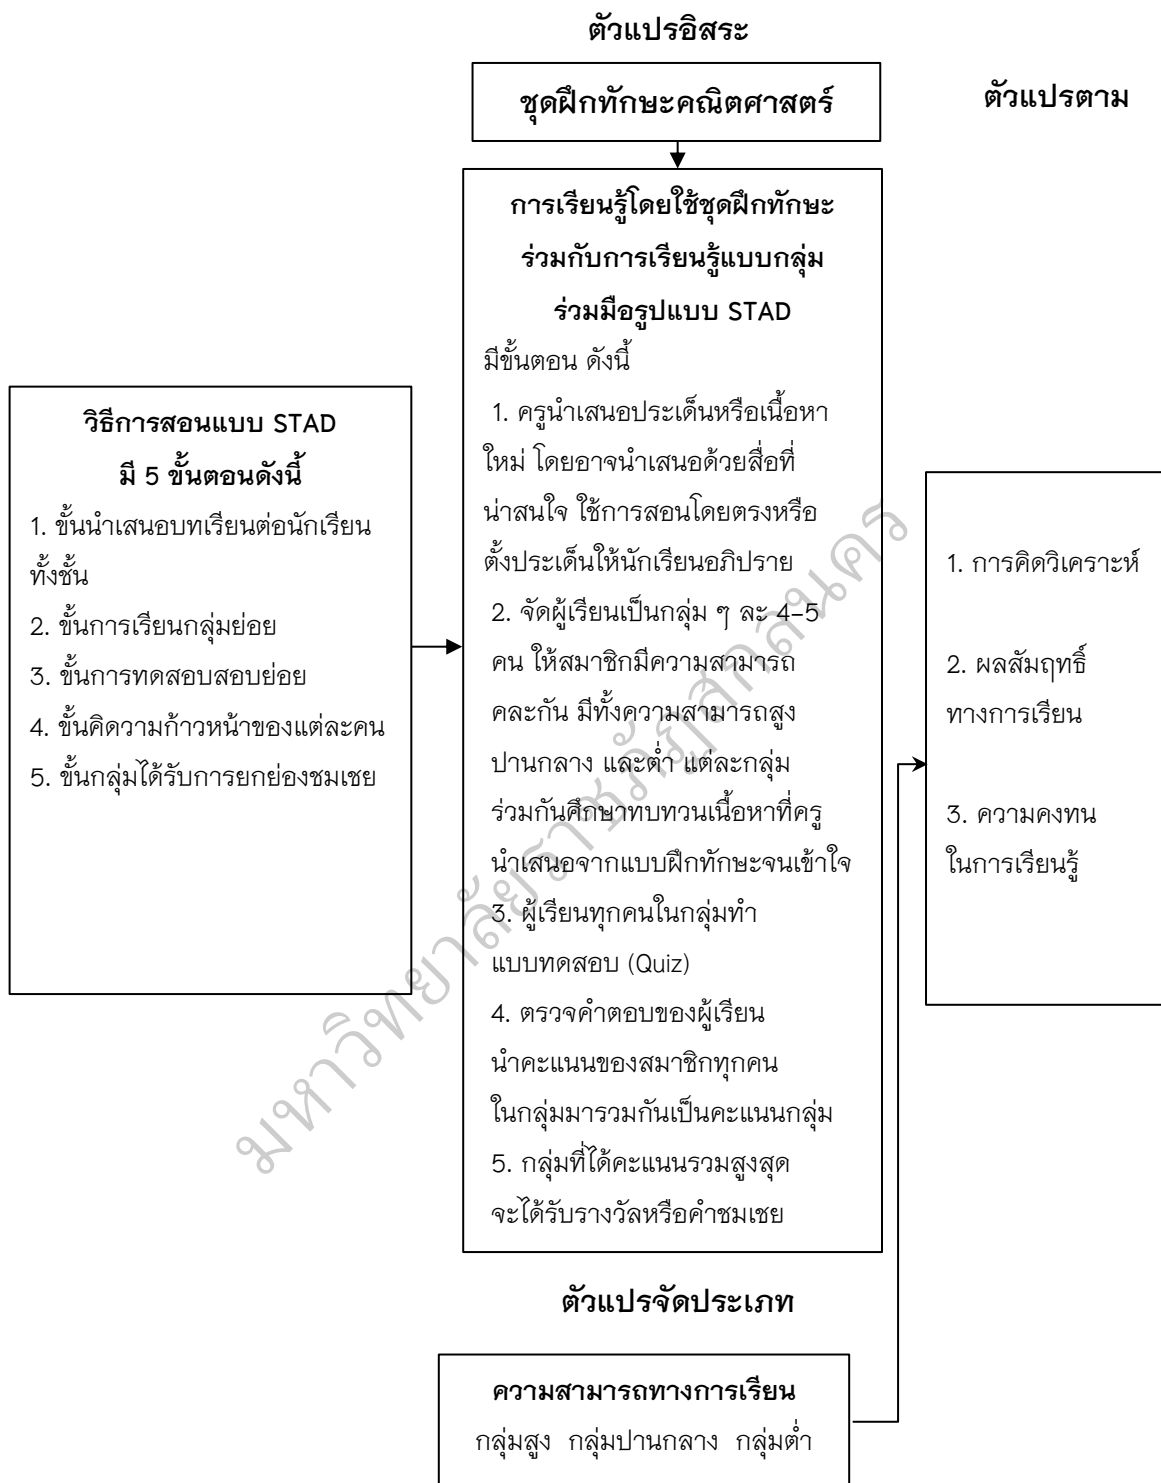 ตัวแปรอิสระ
ชุดฝึกทักษะคณิตศาสตร์
ตัวแปรตาม
การเรียนรู้โดยใช้ชุดฝึกทักษะ
ร่วมกับการเรียนรู้แบบกลุ่ม
ร่วมมือรูปแบบ STAD
มีขั้นตอน ดังนี้
1. ครูนำเสนอประเด็นหรือเนื้อหา
ใหม่ โดยอาจนำเสนอด้วยสื่อที่
น่าสนใจ ใช้การสอนโดยตรงหรือ
ตั้งประเด็นให้นักเรียนอภิปราย
2. จัดผู้เรียนเป็นกลุ่ม ๆ ละ 4-5
คน ให้สมาชิกมีความสามารถ
คละกัน มีทั้งความสามารถสูง
ปานกลาง และต่ำ แต่ละกลุ่ม
ร่วมกันศึกษาทบทวนเนื้อหาที่ครู
นำเสนอจากแบบฝึกทักษะจนเข้าใจ
3. ผู้เรียนทุกคนในกลุ่มทำ
แบบทดสอบ (Quiz)
4. ตรวจคำตอบของผู้เรียน
นำคะแนนของสมาชิกทุกคน
ในกลุ่มมารวมกันเป็นคะแนนกลุ่ม
5. กลุ่มที่ได้คะแนนรวมสูงสุด
จะได้รับรางวัลหรือคำชมเชย
วิธีการสอนแบบ STAD
มี 5 ขั้นตอนดังนี้
1. ขั้นนำเสนอบทเรียนต่อนักเรียน
ทั้งชั้น
2. ขั้นการเรียนกลุ่มย่อย
3. ขั้นการทดสอบสอบย่อย
4. ขั้นคิดความก้าวหน้าของแต่ละคน
5. ขั้นกลุ่มได้รับการยกย่องชมเชย
1. การคิดวิเคราะห์
2. ผลสัมฤทธิ์
ทางการเรียน
3. ความคงทน
ในการเรียนรู้
ตัวแปรจัดประเภท
ความสามารถทางการเรียน
กลุ่มสูง กลุ่มปานกลาง กลุ่มต่ำ
มหาวิทยาลัยราชภัฏสกลนคร